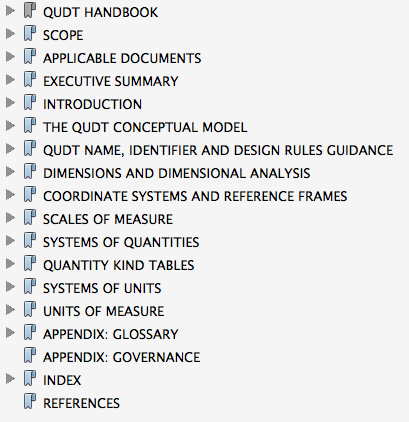 QUDT HANDBOOK
SCOPE
APPLICABLE DOCUMENTS
EXECUTIVE SUMMARY
INTRODUCTION
THE QUDT CONCEPTUAL MODEL
QUDT NAME, IDENTIFIER AND DESIGN RULES GUIDANCE
DIMENSIONS AND DIMENSIONAL ANALYSIS
COORDINATE SYSTEMS AND REFERENCE FRAMES
SCALES OF MEASURE
SYSTEMS OF QUANTITIES
QUANTITY KIND TABLES
SYSTEMS OF UNITS
UNITS OF MEASURE
APPENDIX: GLOSSARY
APPENDIX: GOVERNANCE
INDEX
REFERENCES